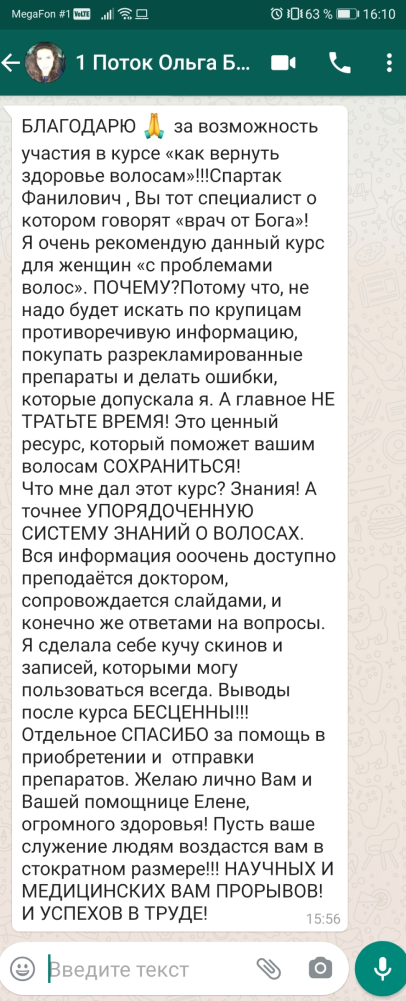 MegaFon #1 VoLTE 63 % 16:10
1 Поток Ольга Б...
БЛАГОДАРЮ 🙏 за возможность
участия в курсе «как вернуть
здоровье волосам»!!!Спартак
Фанилович , Вы тот специалист о
котором говорят «врач от Бога»!
Я очень рекомендую данный курс
для женщин «с проблемами
волос». ПОЧЕМУ?Потому что, не
надо будет искать по крупицам
противоречивую информацию,
покупать разрекламированные
препараты и делать ошибки,
которые допускала я. А главное НЕ
ТРАТЬТЕ ВРЕМЯ! Это ценный
ресурс, который поможет вашим
волосам СОХРАНИТЬСЯ!
Что мне дал этот курс? Знания! А
точнее УПОРЯДОЧЕННУЮ
СИСТЕМУ ЗНАНИЙ О ВОЛОСАХ.
Вся информация ооочень доступно
преподаётся доктором,
сопровождается слайдами, и
конечно же ответами на вопросы.
Я сделала себе кучу скинов и
записей, которыми могу
пользоваться всегда. Выводы
после курса БЕСЦЕННЫ!!!
Отдельное СПАСИБО за помощь в
приобретении и  отправки
препаратов. Желаю лично Вам и
Вашей помощнице Елене,
огромного здоровья! Пусть ваше
служение людям воздастся вам в
стократном размере!!! НАУЧНЫХ И
МЕДИЦИНСКИХ ВАМ ПРОРЫВОВ!
И УСПЕХОВ В ТРУДЕ!
15:56
Введите текст